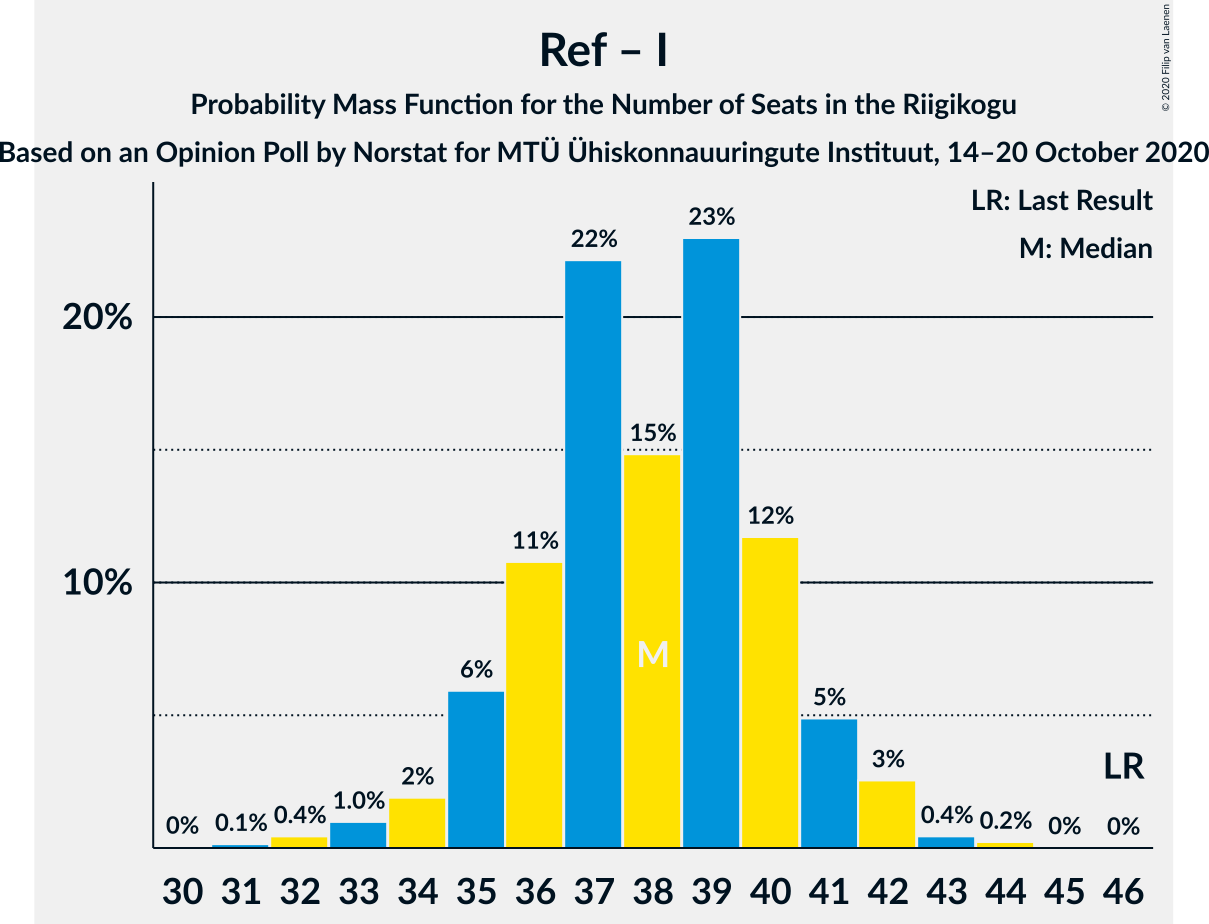 Ref – I
Probability Mass Function for the Number of Seats in the Riigikogu
Based on an Opinion Poll by Norstat for MTÜ Ühiskonnauuringute Instituut, 14–20 October 2020
© 2020 Filip van Laenen
LR: Last Result
M: Median
20%
10%
0% 0.1% 0.4% 1.0% 2% 6% 11% 22% 15% 23% 12% 5% 3% 0.4% 0.2% 0% 0%
M
LR
30 31 32 33 34 35 36 37 38 39 40 41 42 43 44 45 46